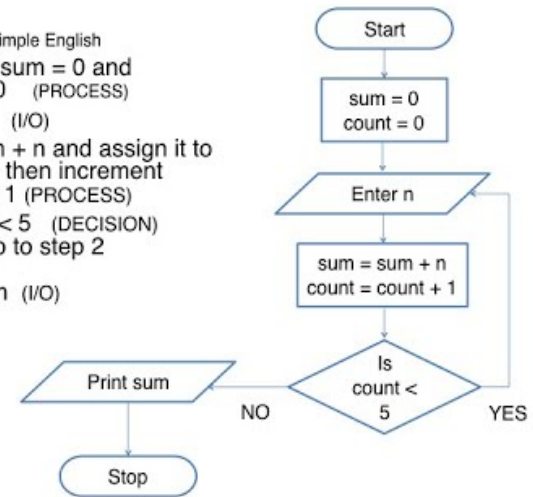 imple English
sum = 0 and
0 (PROCESS)
(I/O)
+ n and assign it to
then increment
1 (PROCESS)
< 5 (DECISION)
to step 2
(I/O)
Start
sum = 0
count = 0
Enter n
sum = sum + n
count = count + 1
Is
count <
5
NO
YES
Print sum
Stop